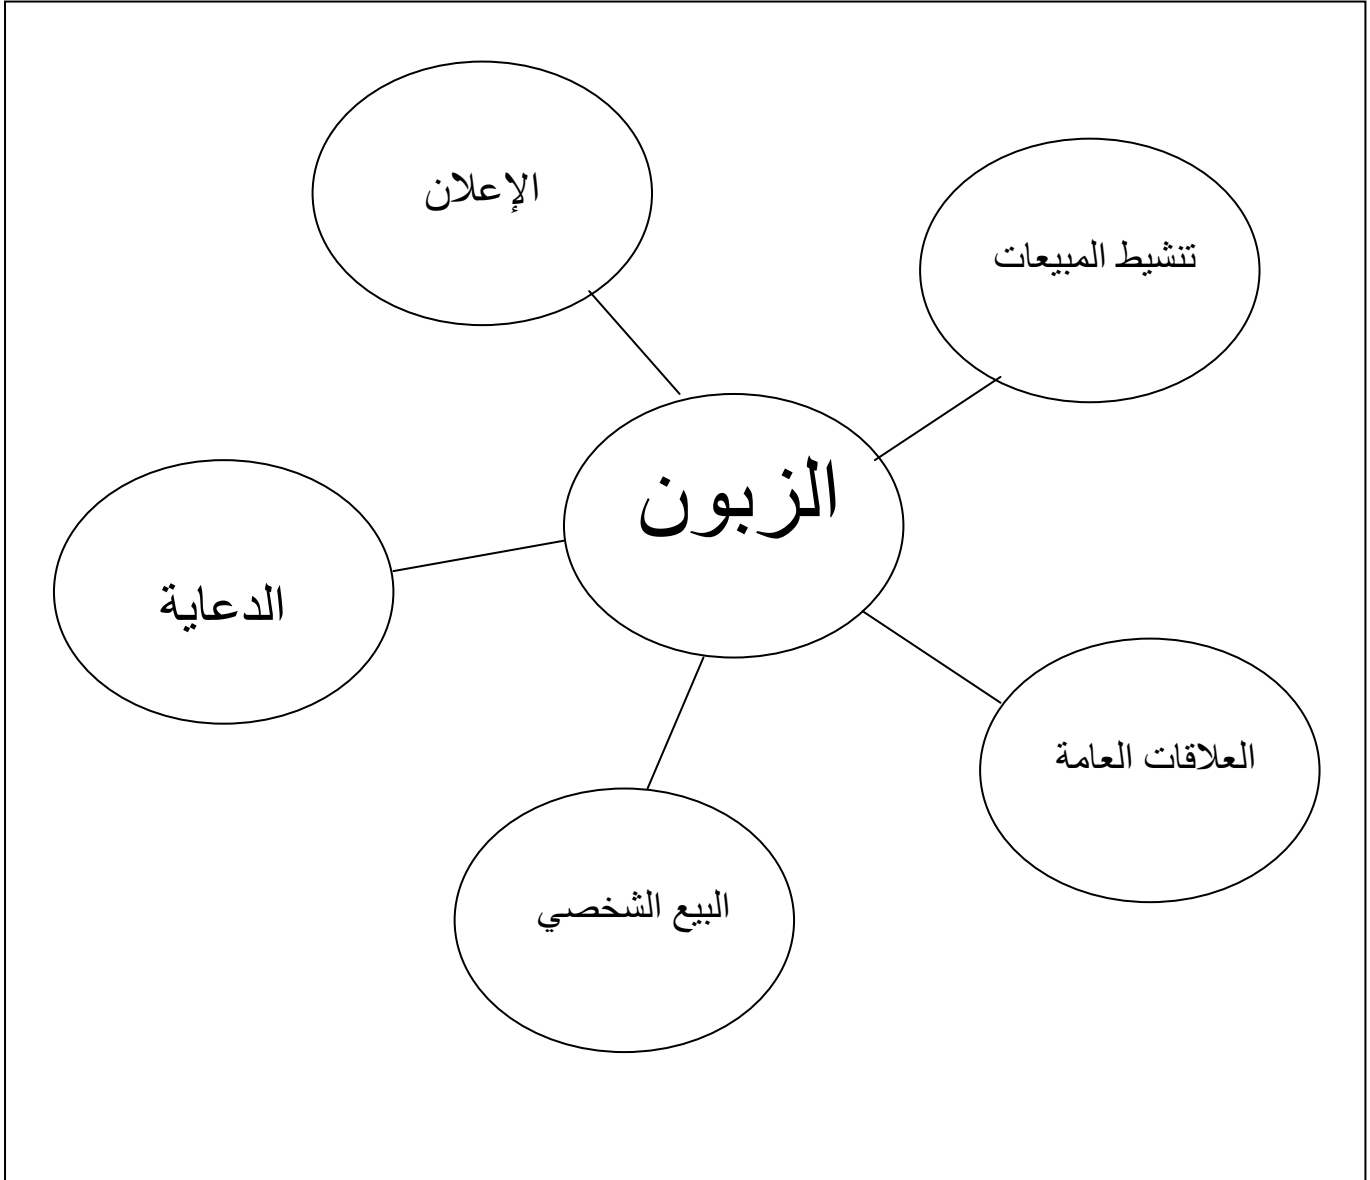 الإعلان
تنشيط المبيعات
الزبون
الدعاية
العلاقات العامة
البيع الشخصي